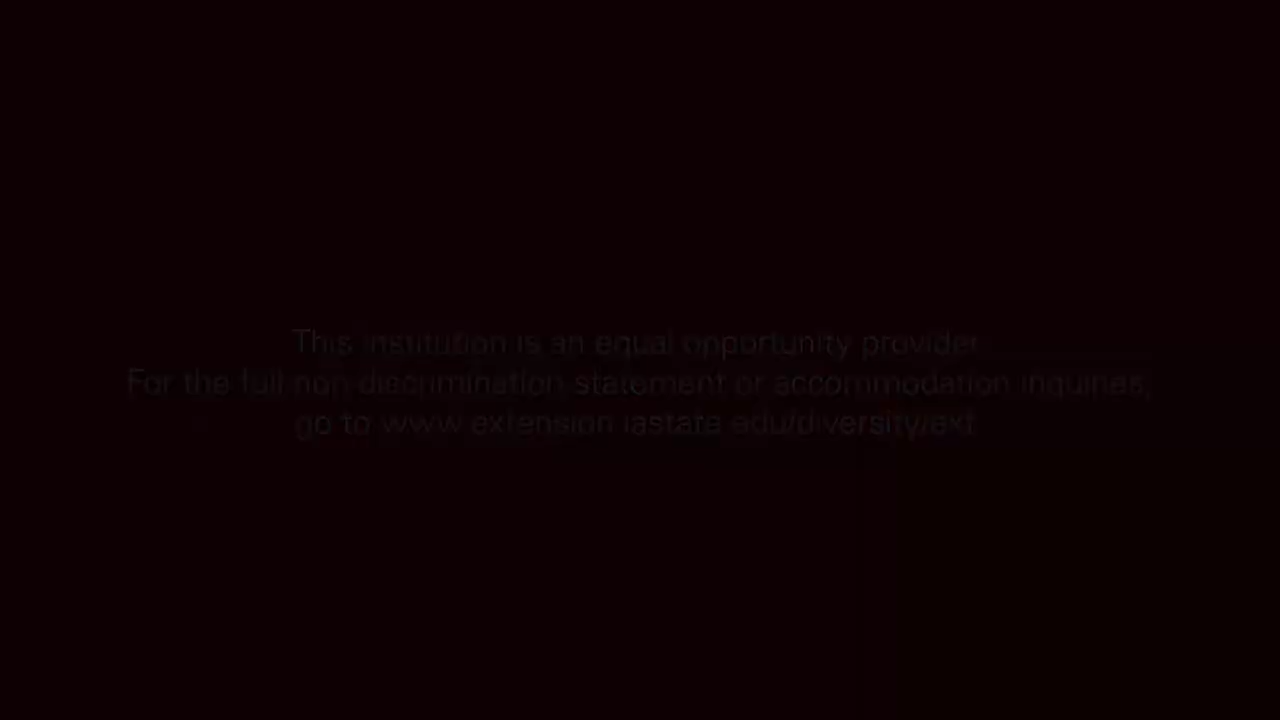 This institution is an equal opportunity provider.
For the full non-discrimination statement or accommodation inquiries,
go to www.extension.iastate.edu/diversity/ext.